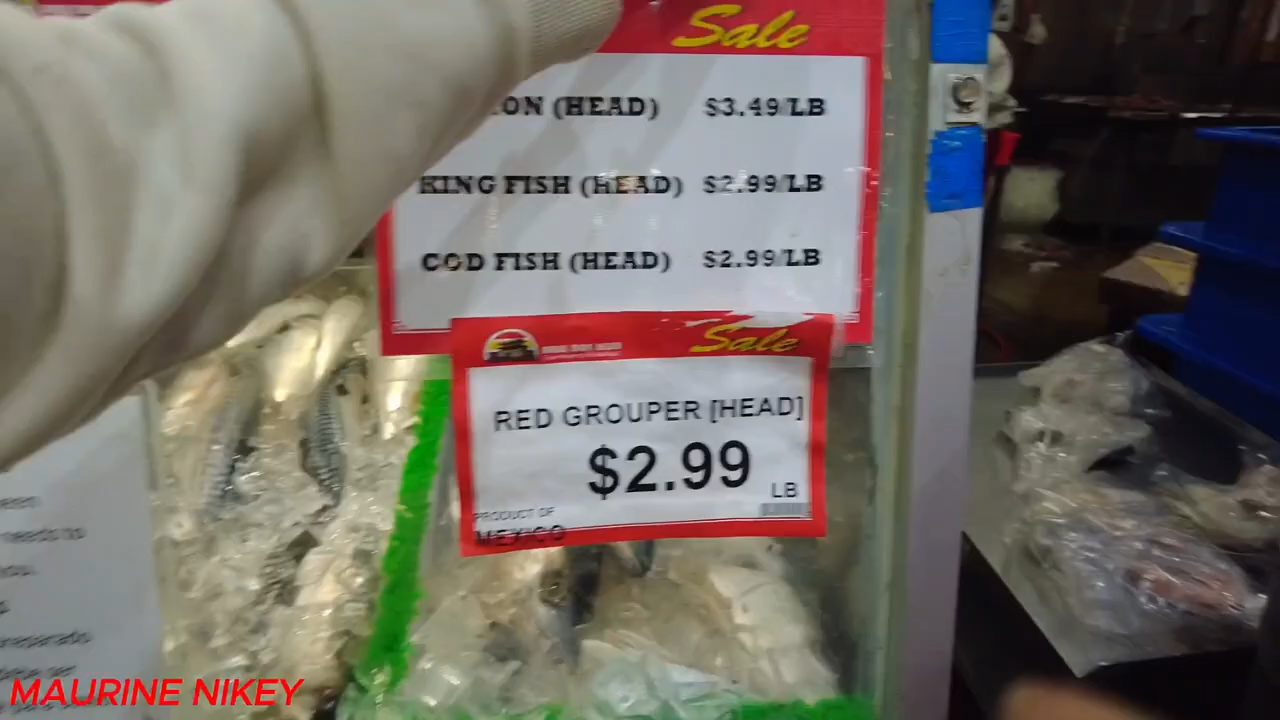 Sale
ON (HEAD) $3.49/LB
KING FISH (HEAD) $2.99/LB
COD FISH (HEAD) $2.99/LB
Sale
RED GROUPER [HEAD]
$2.99
LB
PRODUCT OF
MEXICO
MAURINE NIKEY